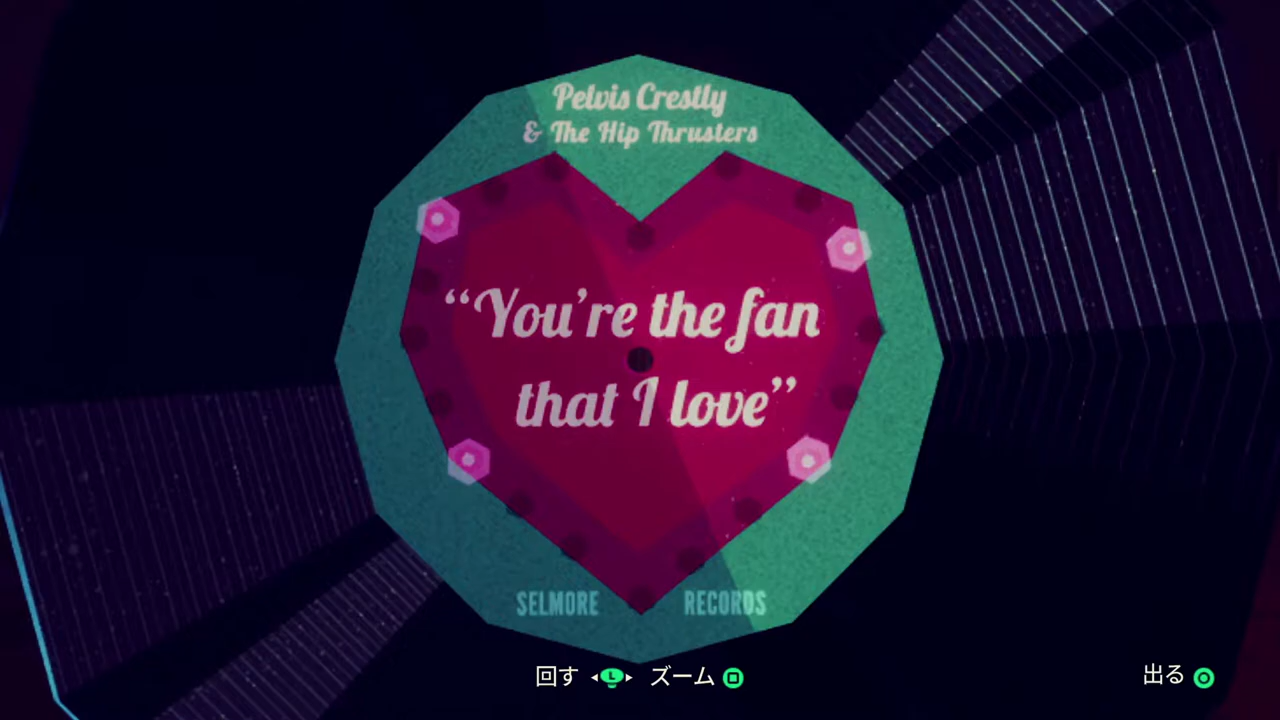 Pelvis Crestly
& The Hip Thrusters
“You’re the fan
that I love”
SELMORE RECORDS
回す L ズーム 出る